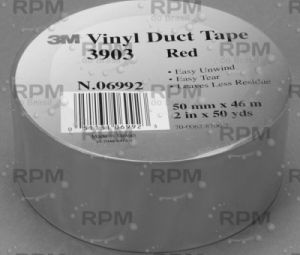 3M Vinyl Duct Tape
3903 Red
• Easy Unwind
• Easy Tear
• Leaves Less Residue
N.06992
50 mm x 46 m
2 in x 50 yds
RPM
RPM
RPM
RPM
RPM
RPM
RPM
RPM
RPM